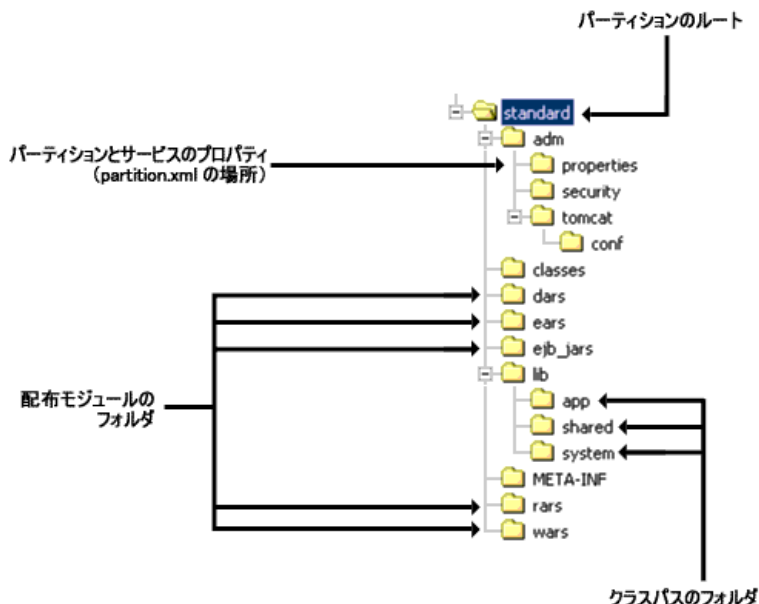 パーティションのルート
standard
adm
パーティションとサービスのプロパティ
(partition.xml の場所)
properties
security
tomcat
conf
classes
dars
ears
ejb_jars
lib
配布モジュールの
フォルダ
app
shared
system
META-INF
rars
wars
クラスパスのフォルダ